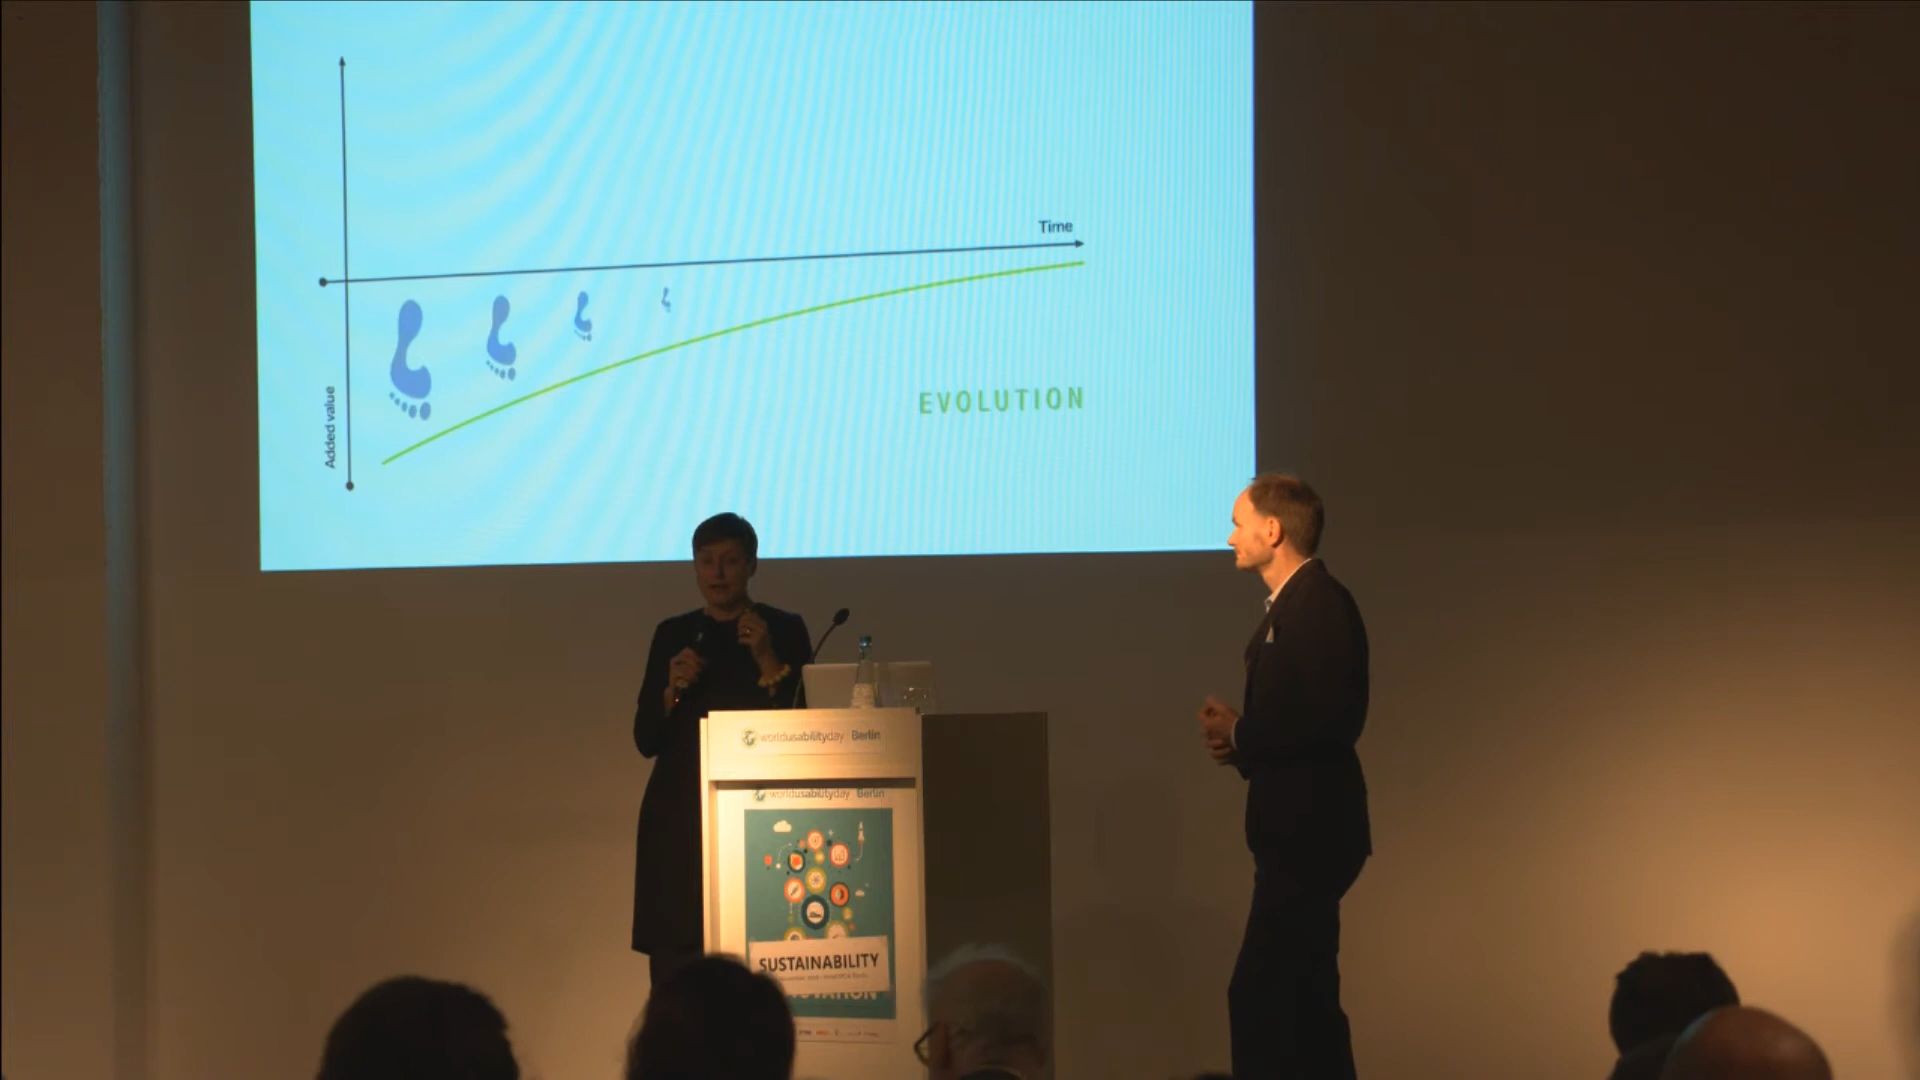 Time
Added value
EVOLUTION
worldusabilityday Berlin
worldusabilityday Berlin
SUSTAINABILITY